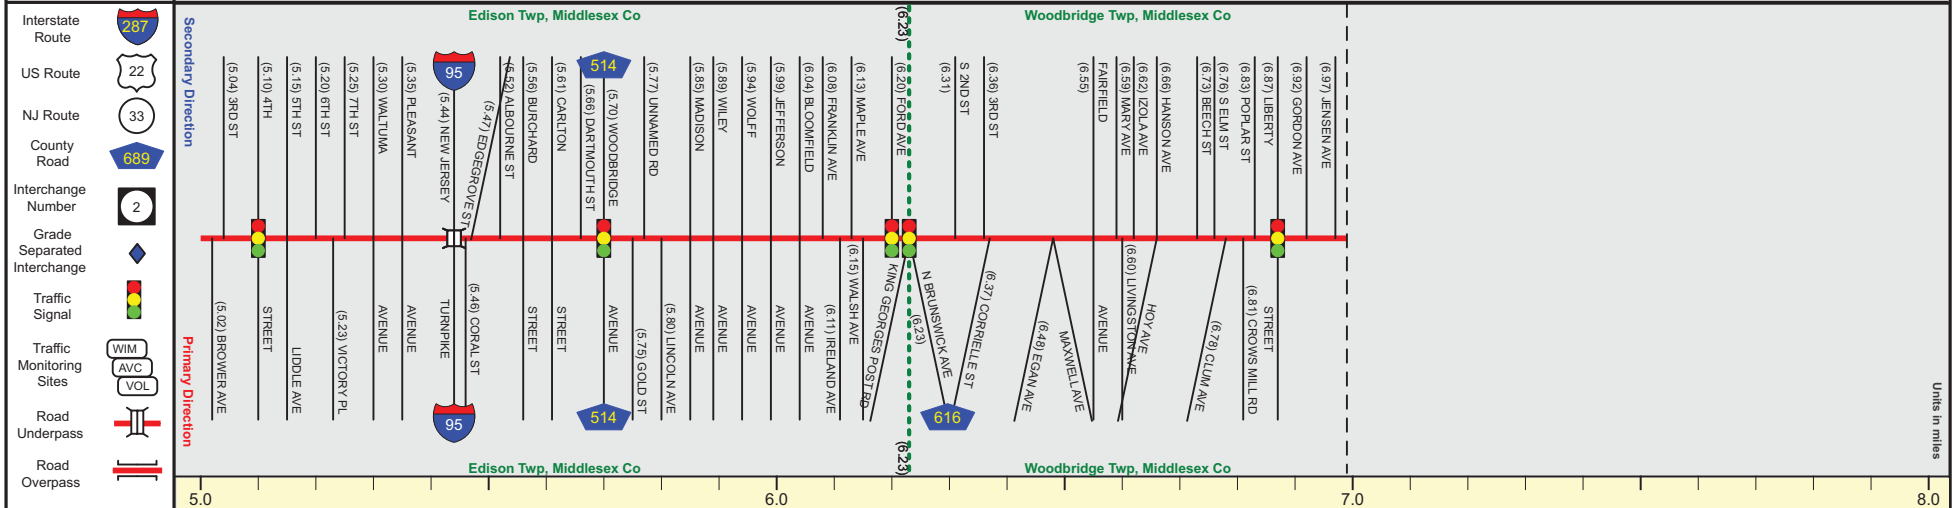 Interstate
Route
287
US Route
22
NJ Route
33
County
Road
689
Interchange
Number
2
Grade
Separated
Interchange
Traffic
Signal
Traffic
Monitoring
Sites
WIM
AVC
VOL
Road
Underpass
Road
Overpass
Secondary Direction
Primary Direction
Edison Twp, Middlesex Co
(6.23)
Woodbridge Twp, Middlesex Co
(5.04) 3RD ST
(5.10) 4TH
(5.15) 5TH ST
(5.20) 6TH ST
(5.25) 7TH ST
(5.30) WALTUMA
(5.35) PLEASANT
95
(5.44) NEW JERSEY
(5.47) EDGEGROVE ST
(5.52) ALBOURNE ST
(5.56) BURCHARD
(5.61) CARLTON
514
(5.66) DARTMOUTH ST
(5.70) WOODBRIDGE
(5.77) UNNAMED RD
(5.85) MADISON
(5.89) WILEY
(5.94) WOLFF
(5.99) JEFFERSON
(6.04) BLOOMFIELD
(6.08) FRANKLIN AVE
(6.13) MAPLE AVE
(6.20) FORD AVE
(6.31)
S 2ND ST
(6.36) 3RD ST
(6.55)
FAIRFIELD
(6.59) MARY AVE
(6.62) IZOLA AVE
(6.66) HANSON AVE
(6.73) BEECH ST
(6.76) S ELM ST
(6.83) POPLAR ST
(6.87) LIBERTY
(6.92) GORDON AVE
(6.97) JENSEN AVE
(5.02) BROWER AVE
STREET
LIDDLE AVE
(5.23) VICTORY PL
AVENUE
AVENUE
TURNPIKE
95
(5.46) CORAL ST
STREET
STREET
AVENUE
514
(5.75) GOLD ST
(5.80) LINCOLN AVE
AVENUE
AVENUE
AVENUE
AVENUE
AVENUE
(6.11) IRELAND AVE
(6.15) WALSH AVE
KING GEORGES POST RD
(6.23)
N BRUNSWICK AVE
616
(6.37) CORRIELLE ST
(6.48) EGAN AVE
MAXWELL AVE
AVENUE
(6.60) LIVINGSTON AVE
HOY AVE
(6.78) CLUM AVE
(6.81) CROWS MILL RD
STREET
Edison Twp, Middlesex Co
(6.23)
Woodbridge Twp, Middlesex Co
Units in miles
5.0
6.0
7.0
8.0